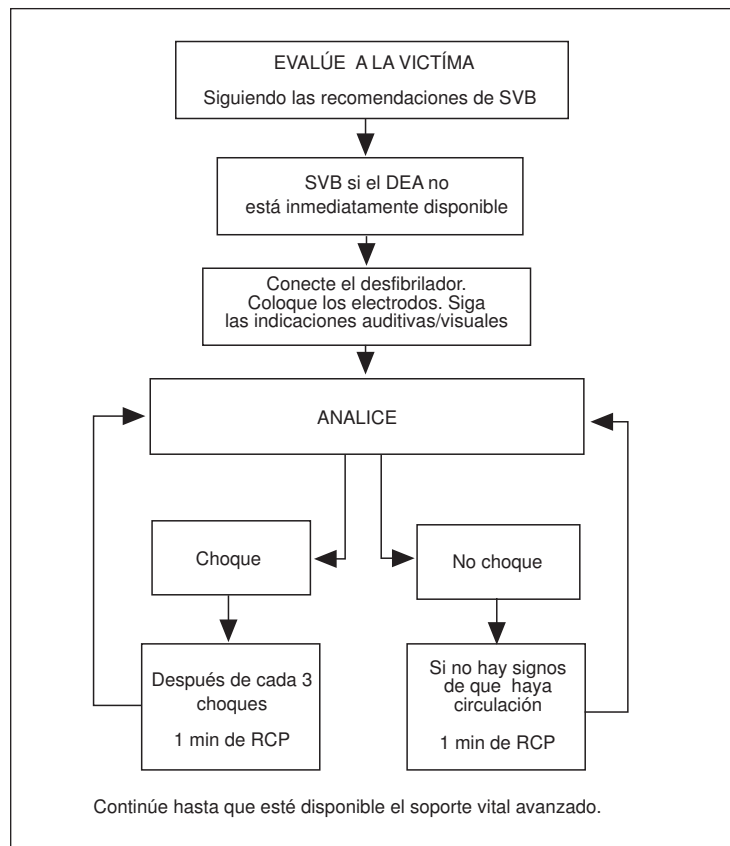 EVALÚE A LA VICTÍMA
Siguiendo las recomendaciones de SVB
SVB si el DEA no
está inmediatamente disponible
Conecte el desfibrilador.
Coloque los electrodos. Siga
las indicaciones auditivas/visuales
ANALICE
Choque
No choque
Después de cada 3
choques
1 min de RCP
Si no hay signos
de que haya
circulación
1 min de RCP
Continúe hasta que esté disponible el soporte vital avanzado.